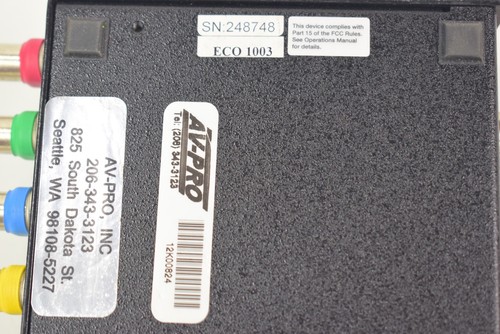 SN:248748
ECO 1003
This device complies with
Part 15 of the FCC Rules.
See Operations Manual
for details.
AV-PRO, INC
206-343-3123
825 South Dakota St.
Seattle, WA 98108-5227
AV-PRO
Tel: (206) 343-3123
12K00824